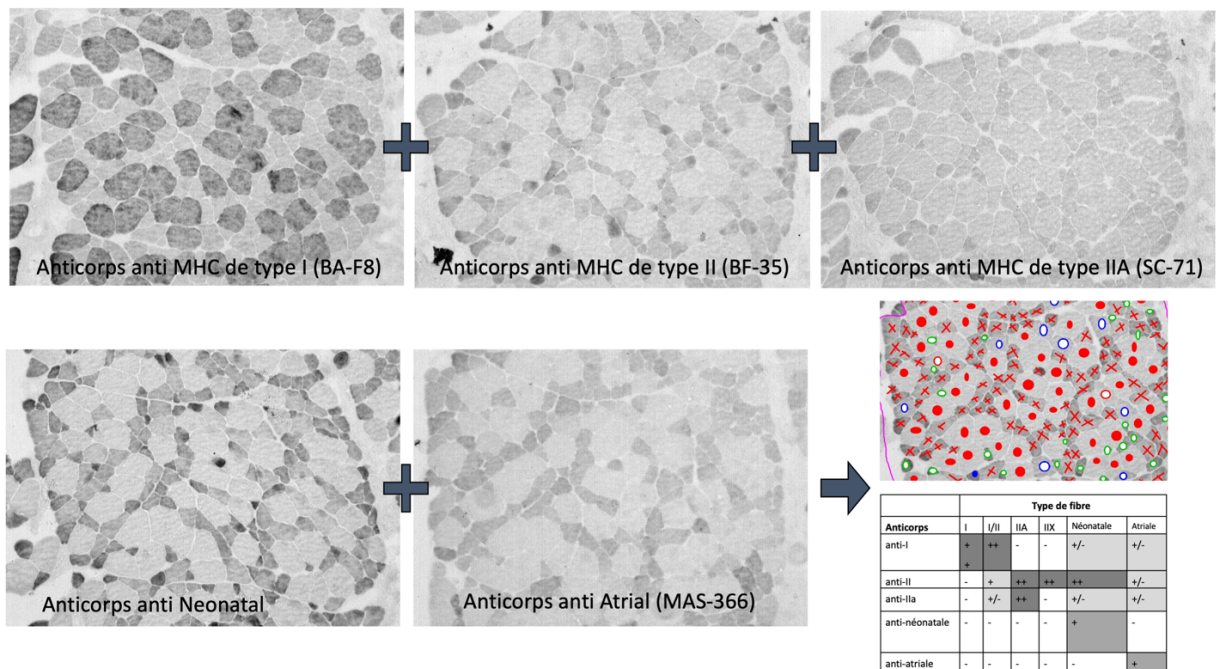 Anticorps anti MHC de type I (BA-F8)
Anticorps anti MHC de type II (BF-35)
Anticorps anti MHC de type IIA (SC-71)
Anticorps anti Neonatal
Anticorps anti Atrial (MAS-366)
Type de fibre
Anticorps I I/II IIA IIX Néonatale Atriale
anti-I + ++ - - +/- +/-
+
anti-II - + ++ ++ ++ +/-
anti-IIa - +/- ++ - +/- +/-
anti-néonatale - - - - + -
anti-atriale - - - - - +